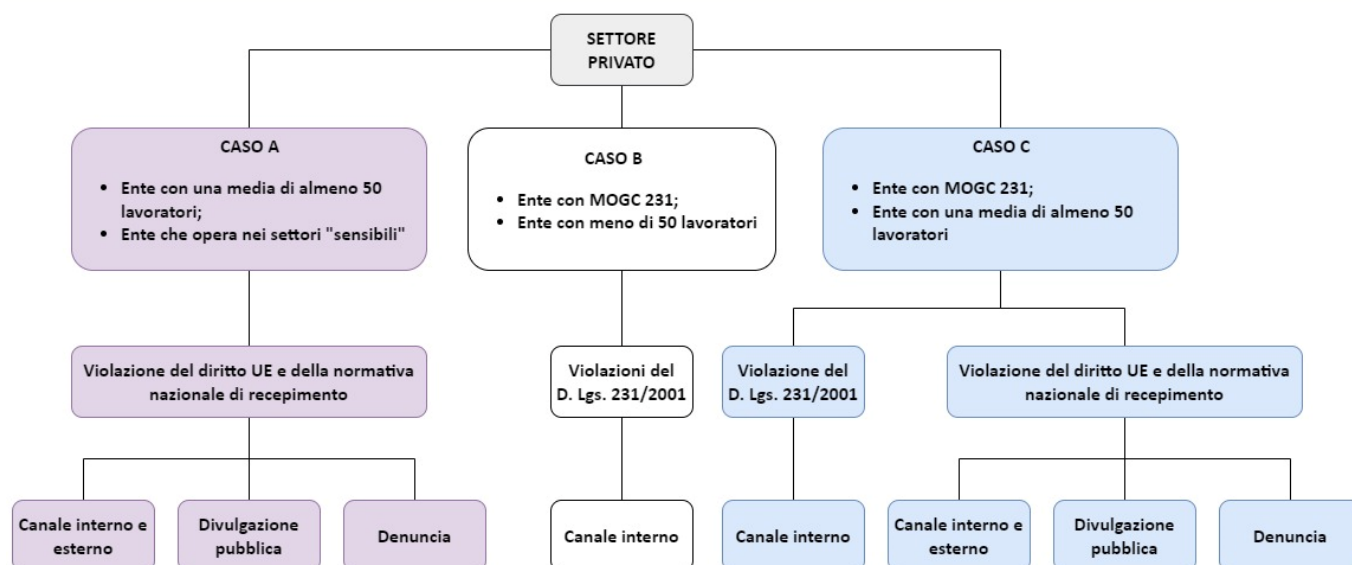 SETTORE
PRIVATO
CASO A
• Ente con una media di almeno 50
lavoratori;
• Ente che opera nei settori "sensibili"
CASO B
• Ente con MOGC 231;
• Ente con meno di 50 lavoratori
CASO C
• Ente con MOGC 231;
• Ente con una media di almeno 50
lavoratori
Violazione del diritto UE e della normativa
nazionale di recepimento
Violazioni del
D. Lgs. 231/2001
Violazione del
D. Lgs. 231/2001
Violazione del diritto UE e della normativa
nazionale di recepimento
Canale interno e
esterno
Divulgazione
pubblica
Denuncia
Canale interno
Canale interno
Canale interno e
esterno
Divulgazione
pubblica
Denuncia